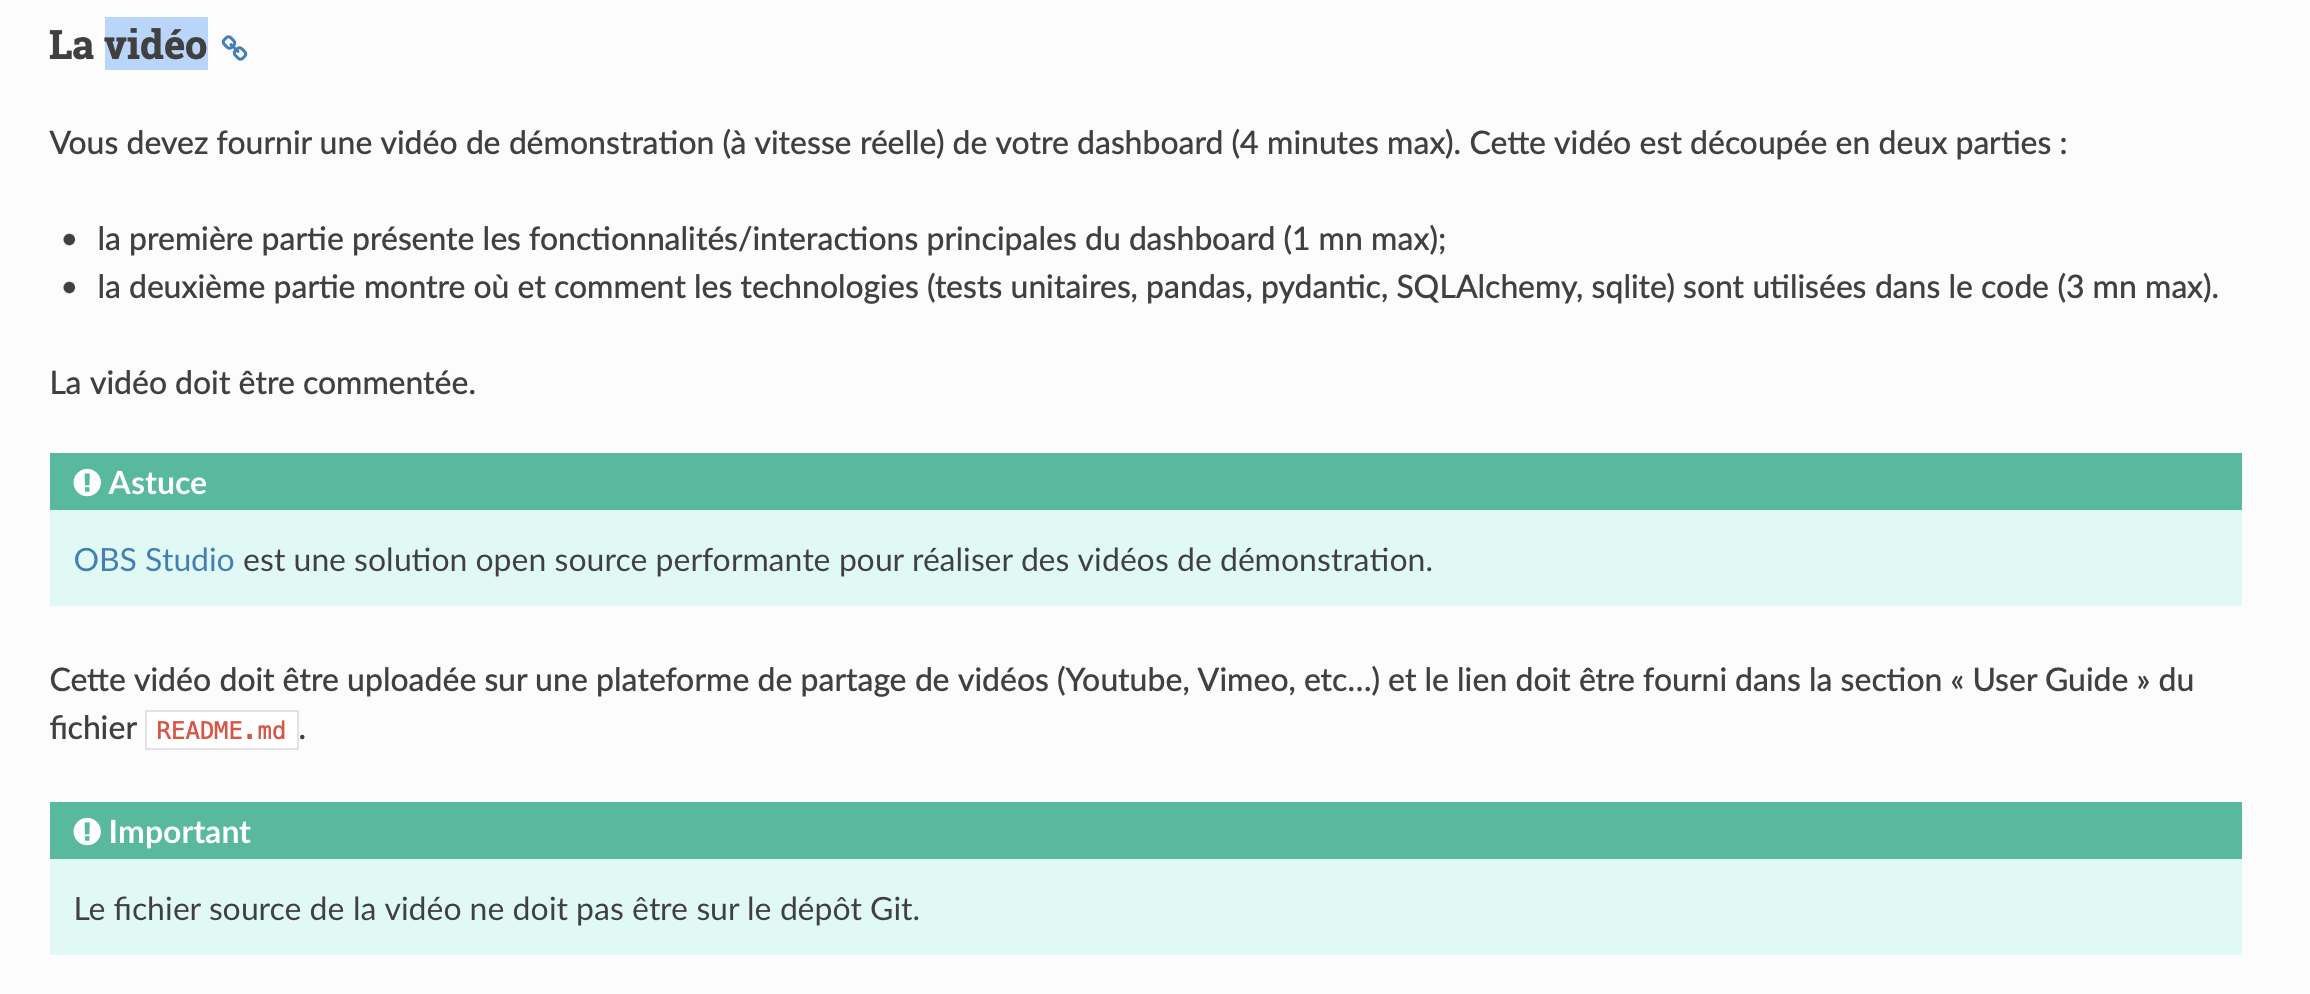 La vidéo
Vous devez fournir une vidéo de démonstration (à vitesse réelle) de votre dashboard (4 minutes max). Cette vidéo est découpée en deux parties :
• la première partie présente les fonctionnalités/interactions principales du dashboard (1 mn max);
• la deuxième partie montre où et comment les technologies (tests unitaires, pandas, pydantic, SQLAlchemy, sqlite) sont utilisées dans le code (3 mn max).
La vidéo doit être commentée.
Astuce
OBS Studio est une solution open source performante pour réaliser des vidéos de démonstration.
Cette vidéo doit être uploadée sur une plateforme de partage de vidéos (Youtube, Vimeo, etc...) et le lien doit être fourni dans la section « User Guide » du
fichier README.md.
Important
Le fichier source de la vidéo ne doit pas être sur le dépôt Git.